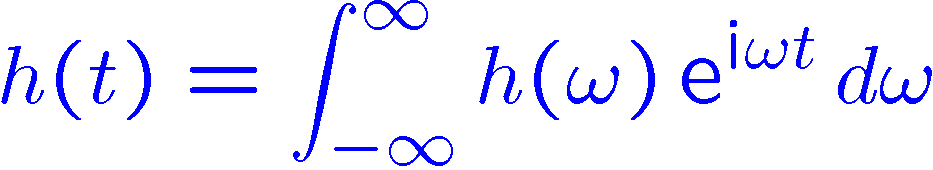 h(t) = ∫_{-∞}^{∞} h(ω) e^{iωt} dω